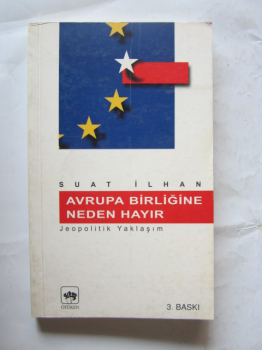 SUAT İLHAN
AVRUPA BİRLİĞİNE
NEDEN HAYIR
Jeopolitik Yaklaşım
ÖTÜKEN
3. BASKI